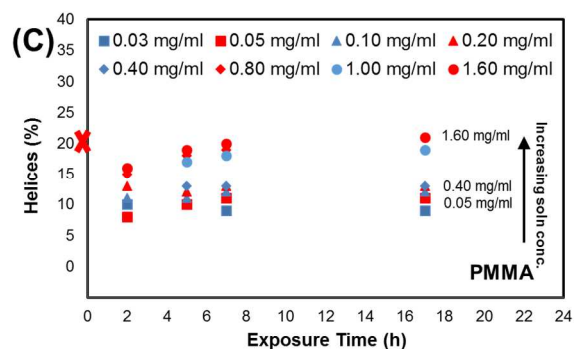 (C)
40
0.03 mg/ml 0.05 mg/ml 0.10 mg/ml 0.20 mg/ml
35
0.40 mg/ml 0.80 mg/ml 1.00 mg/ml 1.60 mg/ml
30
25
20
15
10
5
0
Helices (%)
1.60 mg/ml
0.40 mg/ml
0.05 mg/ml
Increasing soln conc.
PMMA
0 2 4 6 8 10 12 14 16 18 20 22 24
Exposure Time (h)